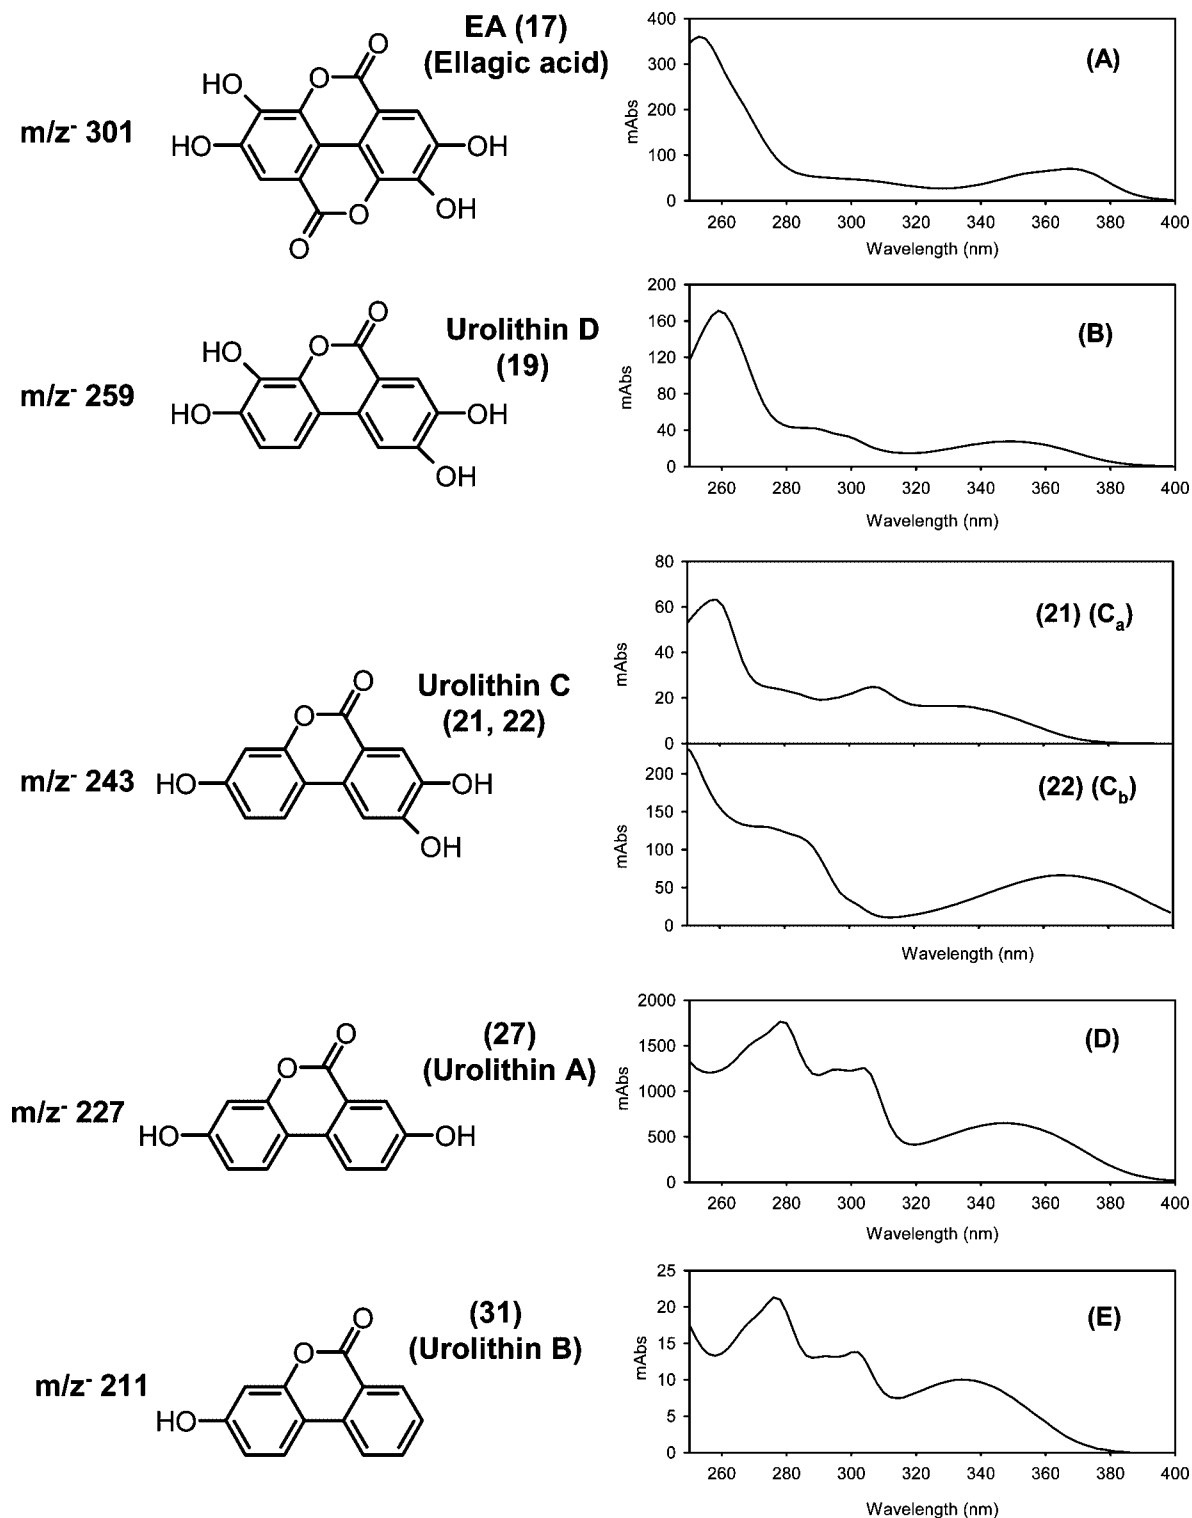 EA (17)
(Ellagic acid)
m/z- 301
O
O
HO
HO
OH
OH
O
O
(A)
mAbs
400
300
200
100
0
260 280 300 320 340 360 380 400
Wavelength (nm)
Urolithin D
(19)
m/z- 259
O
O
HO
HO
OH
OH
(B)
mAbs
200
160
120
80
40
0
260 280 300 320 340 360 380 400
Wavelength (nm)
Urolithin C
(21, 22)
m/z- 243
O
O
HO
OH
OH
(21) (Ca)
mAbs
80
60
40
20
0
(22) (Cb)
mAbs
200
150
100
50
0
Wavelength (nm)
(27)
(Urolithin A)
m/z- 227
O
O
HO
OH
(D)
mAbs
2000
1500
1000
500
0
260 280 300 320 340 360 380 400
Wavelength (nm)
(31)
(Urolithin B)
m/z- 211
O
O
HO
(E)
mAbs
25
20
15
10
5
0
260 280 300 320 340 360 380 400
Wavelength (nm)